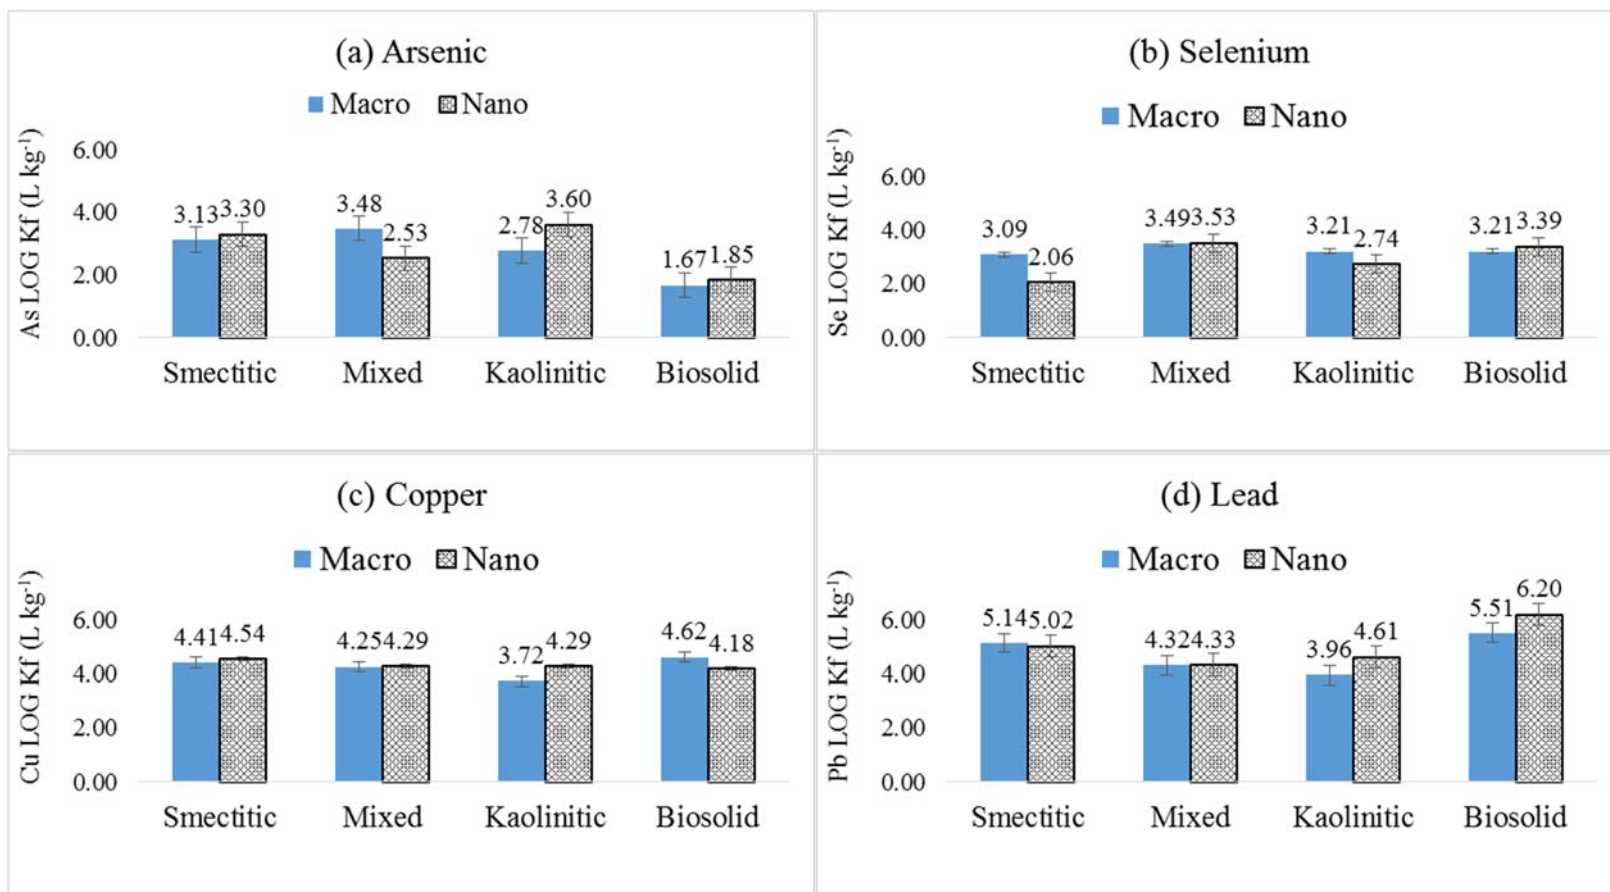 (a) Arsenic
Macro Nano
As LOG Kf (L kg⁻¹)
6.00
4.00
2.00
0.00
3.13 3.30 3.48 2.53 2.78 3.60 1.67 1.85
Smectitic Mixed Kaolinitic Biosolid
(b) Selenium
Macro Nano
Se LOG Kf (L kg⁻¹)
6.00
4.00
2.00
0.00
3.09 2.06 3.49 3.53 3.21 2.74 3.21 3.39
Smectitic Mixed Kaolinitic Biosolid
(c) Copper
Macro Nano
Cu LOG Kf (L kg⁻¹)
6.00
4.00
2.00
0.00
4.41 4.54 4.25 4.29 3.72 4.29 4.62 4.18
Smectitic Mixed Kaolinitic Biosolid
(d) Lead
Macro Nano
Pb LOG Kf (L kg⁻¹)
6.00
4.00
2.00
0.00
5.14 5.02 4.32 4.33 3.96 4.61 5.51 6.20
Smectitic Mixed Kaolinitic Biosolid